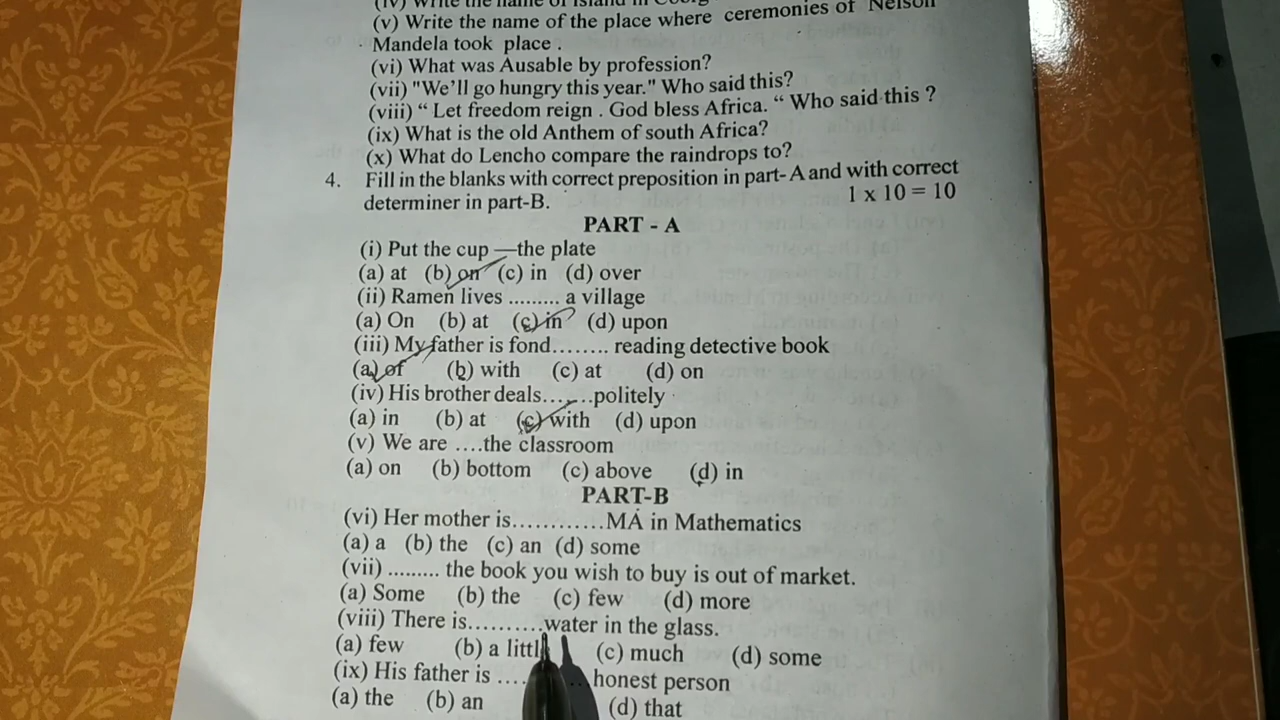 (iv) Write the name of Island in
(v) Write the name of the place where ceremonies of Nelson
Mandela took place .
(vi) What was Ausable by profession?
(vii) "We'll go hungry this year." Who said this?
(viii) “ Let freedom reign . God bless Africa. “ Who said this ?
(ix) What is the old Anthem of south Africa?
(x) What do Lencho compare the raindrops to?
4. Fill in the blanks with correct preposition in part- A and with correct
determiner in part-B. 1 x 10 = 10
PART - A
(i) Put the cup —the plate
(a) at (b) on (c) in (d) over
(ii) Ramen lives ......... a village
(a) On (b) at (c) in (d) upon
(iii) My father is fond........ reading detective book
(a) of (b) with (c) at (d) on
(iv) His brother deals.......politely
(a) in (b) at (c) with (d) upon
(v) We are ....the classroom
(a) on (b) bottom (c) above (d) in
PART-B
(vi) Her mother is............MA in Mathematics
(a) a (b) the (c) an (d) some
(vii) ......... the book you wish to buy is out of market.
(a) Some (b) the (c) few (d) more
(viii) There is..........water in the glass.
(a) few (b) a little (c) much (d) some
(ix) His father is .... honest person
(a) the (b) an (d) that